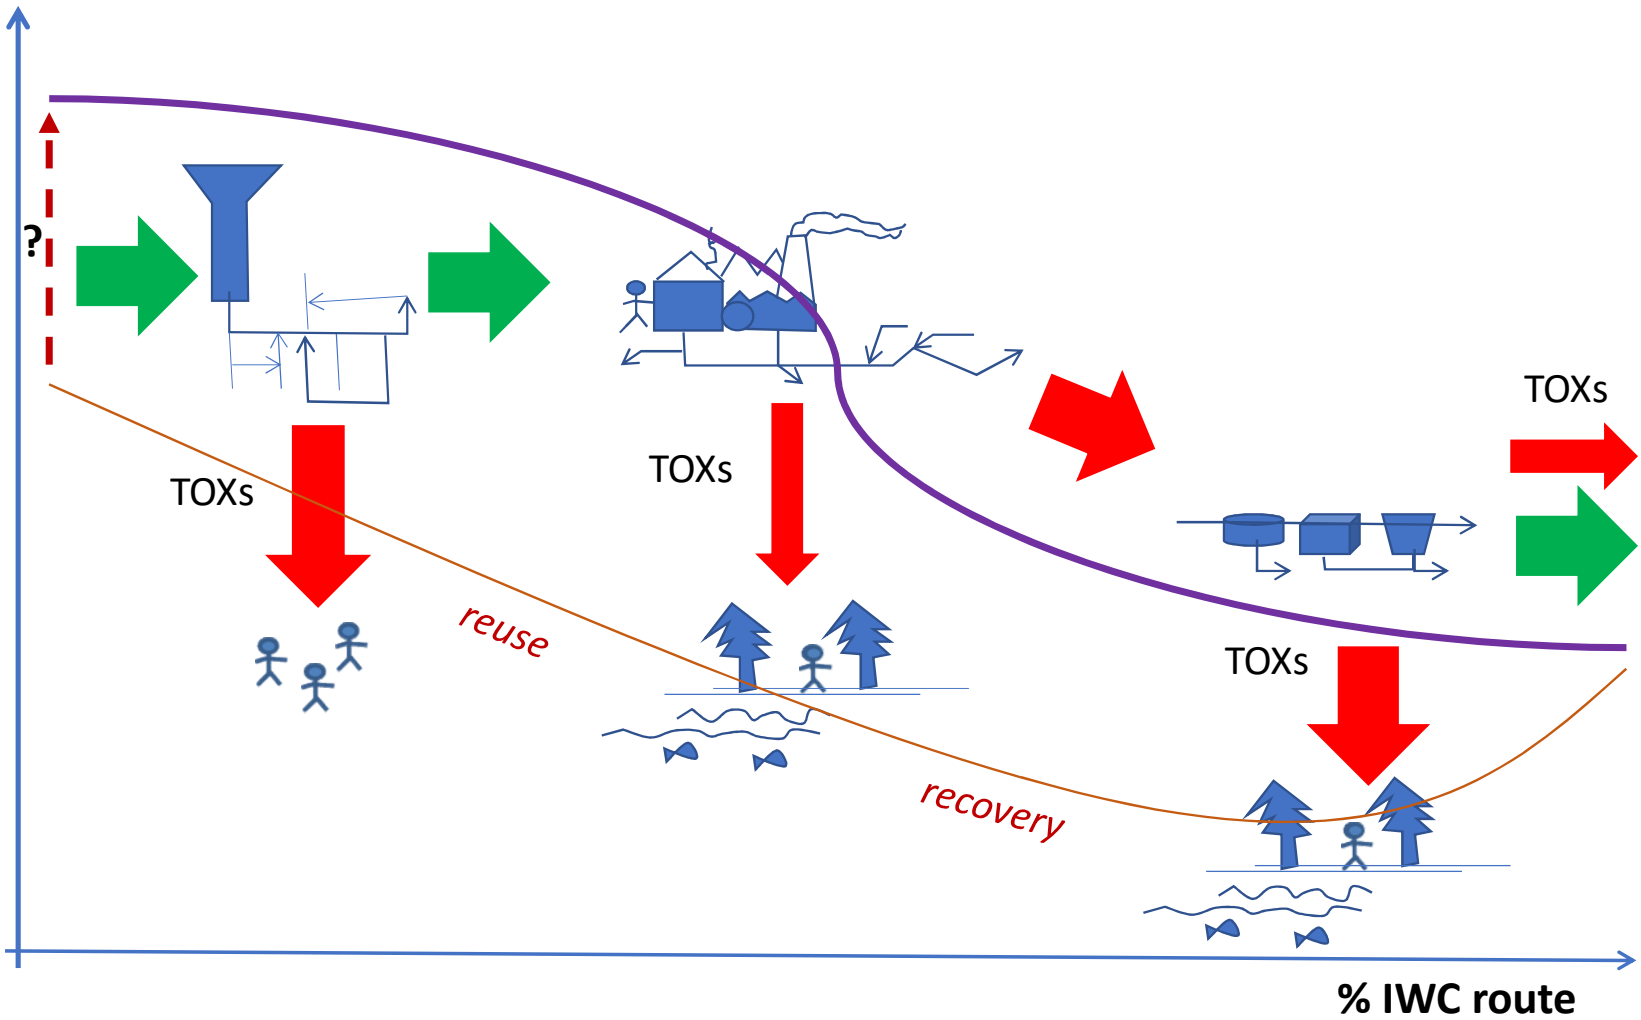 ?
TOXs
TOXs
TOXs
TOXs
reuse
recovery
% IWC route